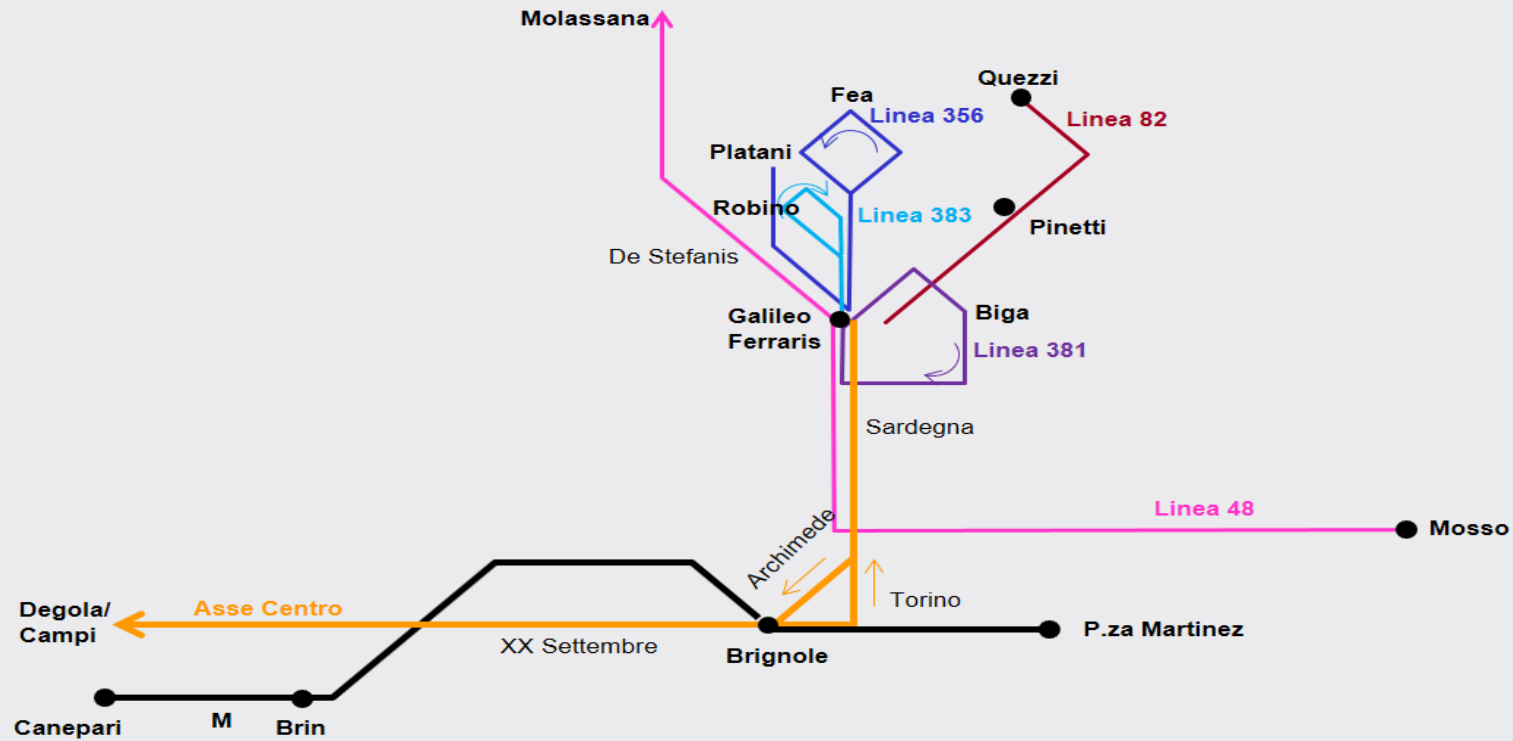 Molassana
Quezzi
Fea
Linea 356
Linea 82
Platani
Robino
Linea 383
Pinetti
De Stefanis
Galileo
Ferraris
Biga
Linea 381
Sardegna
Linea 48
Mosso
Archimede
Degola/
Campi
Asse Centro
Torino
XX Settembre
P.za Martinez
Brignole
Canepari
M
Brin